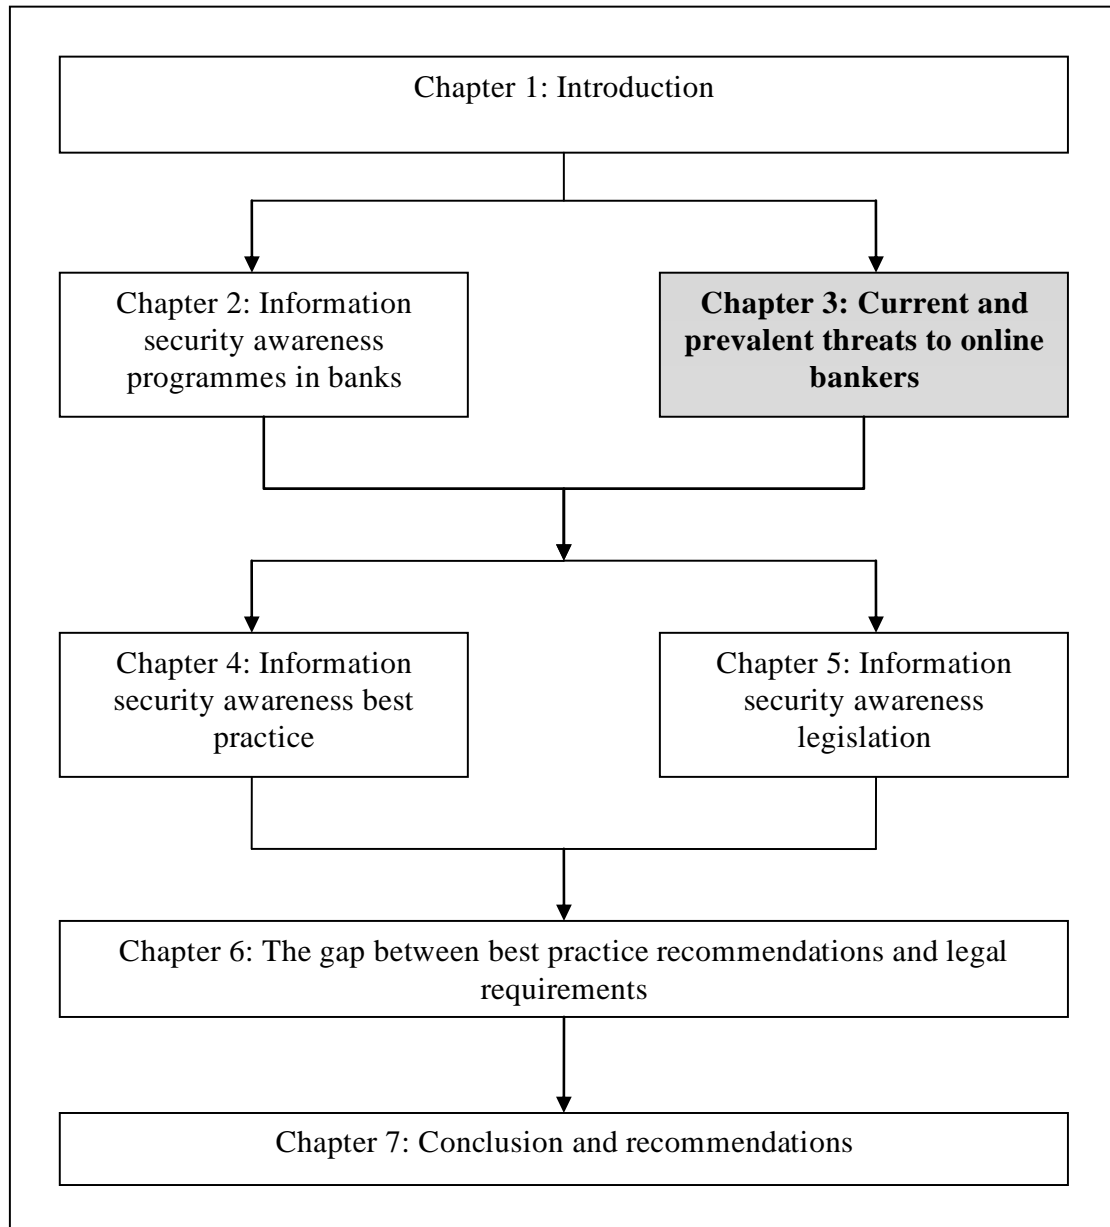 Chapter 1: Introduction
Chapter 2: Information
security awareness
programmes in banks
Chapter 3: Current and
prevalent threats to online
bankers
Chapter 4: Information
security awareness best
practice
Chapter 5: Information
security awareness
legislation
Chapter 6: The gap between best practice recommendations and legal
requirements
Chapter 7: Conclusion and recommendations